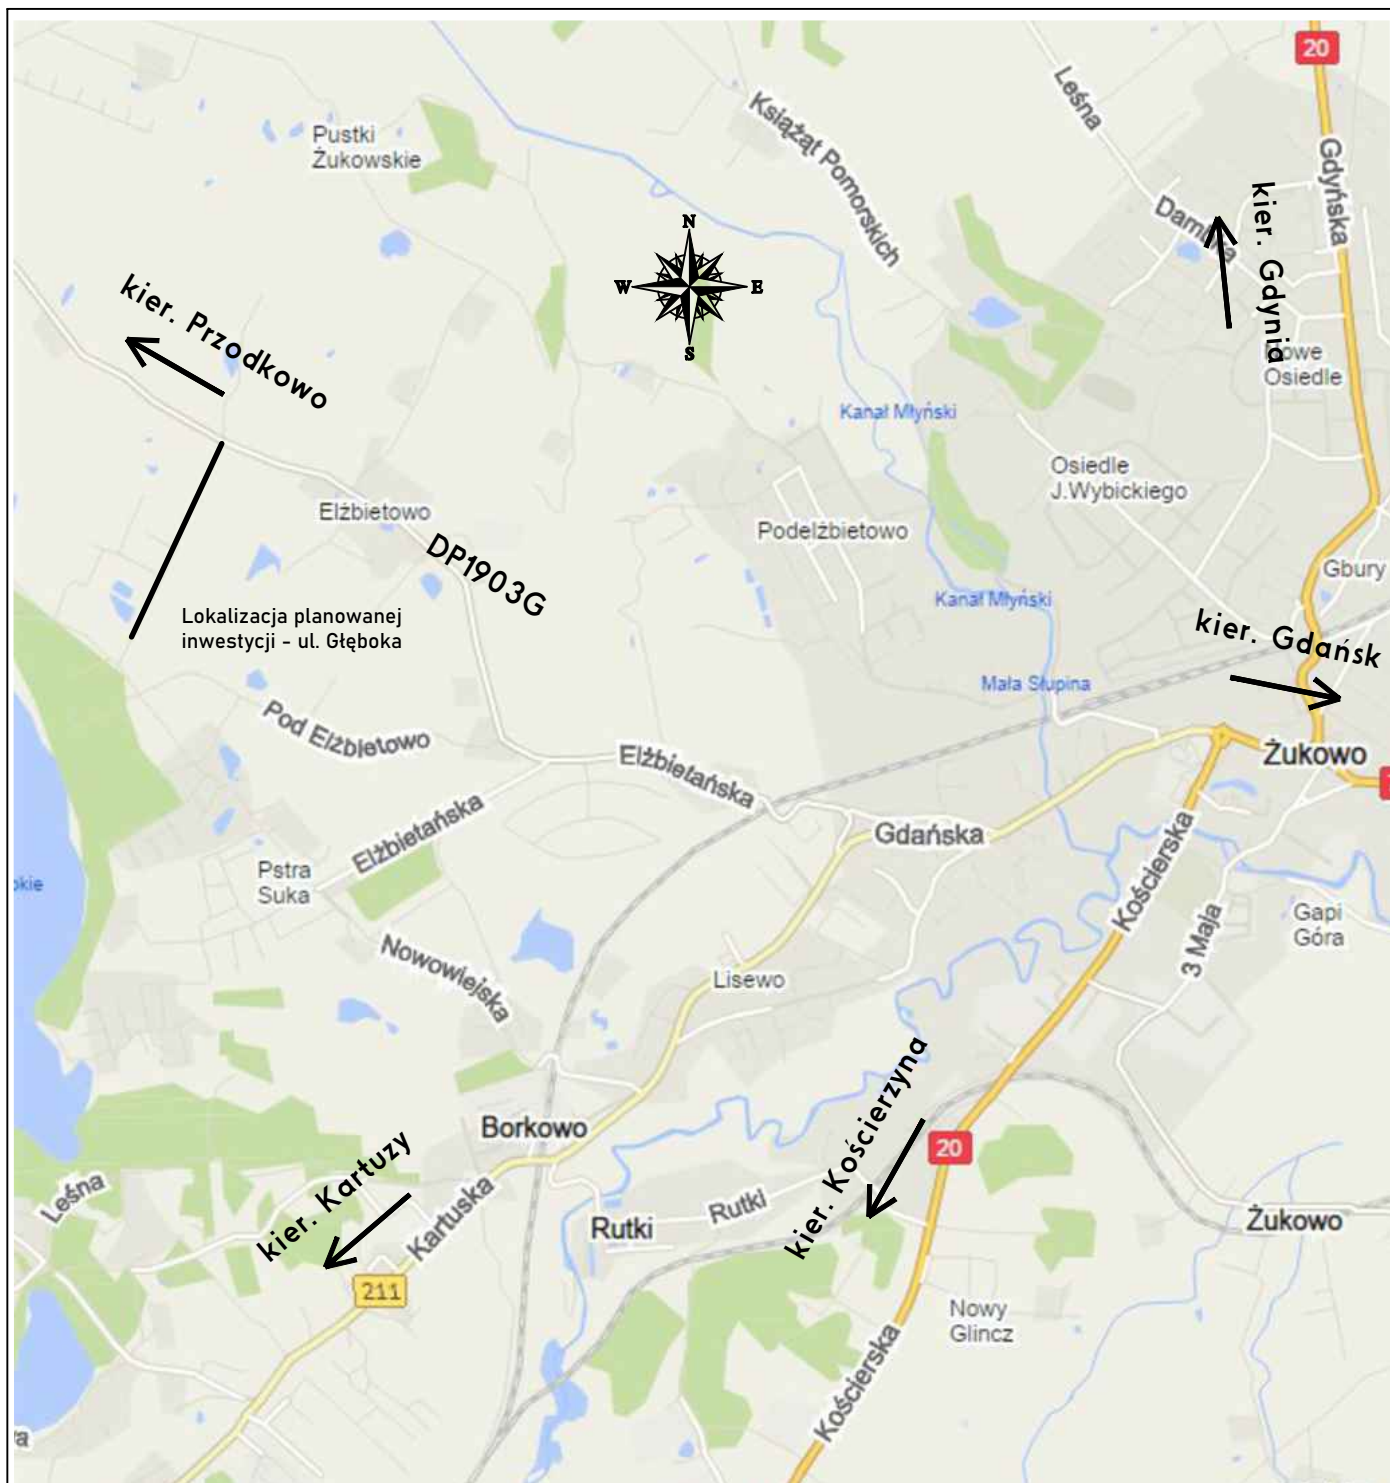 20
Leśna
Gdyńska
Książąt Pomorskich
Pustki
Żukowskie
kier. Gdynia
N
W
E
S
kier. Przodkowo
Nowe
Osiedle
Kanał Młyński
Osiedle
J.Wybickiego
Elżbietowo
Podelżbietowo
DP1903G
Gbury
Kanał Młyński
Lokalizacja planowanej
inwestycji - ul. Głęboka
kier. Gdańsk
Mała Słupina
Pod Elżbietowo
Elżbietańska
Żukowo
Elżbietańska
Gdańska
Kościerska
Pstra
Suka
3 Maja
Gapi
Góra
Nowowiejska
Lisewo
kier. Kościerzyna
Borkowo
20
kier. Kartuzy
Leśna
Kartuska
Rutki
Rutki
Żukowo
211
Nowy
Glincz
Kościerska